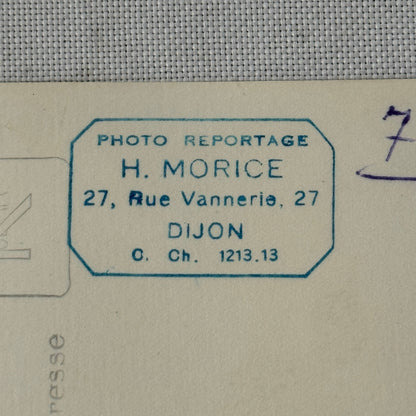 PHOTO REPORTAGE
H. MORICE
27, Rue Vannerie, 27
DIJON
C. Ch. 1213.13
7
resse